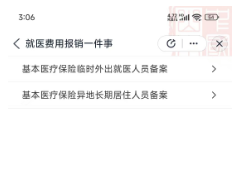 3:06
就医费用报销一件事
基本医疗保险临时外出就医人员备案
基本医疗保险异地长期居住人员备案